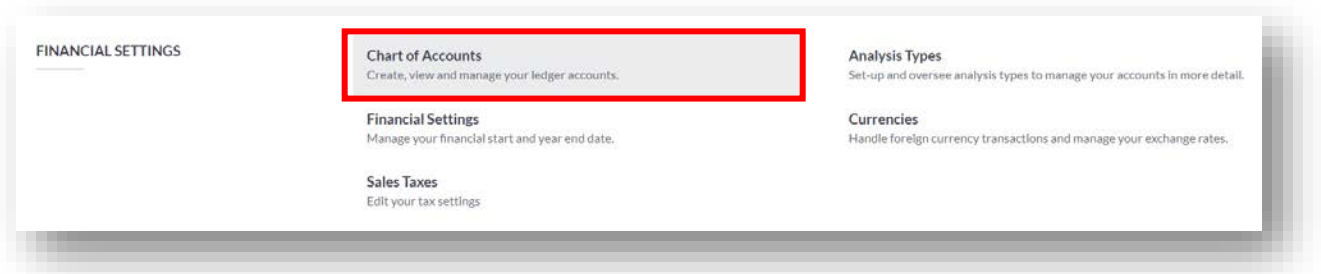 FINANCIAL SETTINGS
Chart of Accounts
Create, view and manage your ledger accounts.
Analysis Types
Set-up and oversee analysis types to manage your accounts in more detail.
Financial Settings
Manage your financial start and year end date.
Currencies
Handle foreign currency transactions and manage your exchange rates.
Sales Taxes
Edit your tax settings